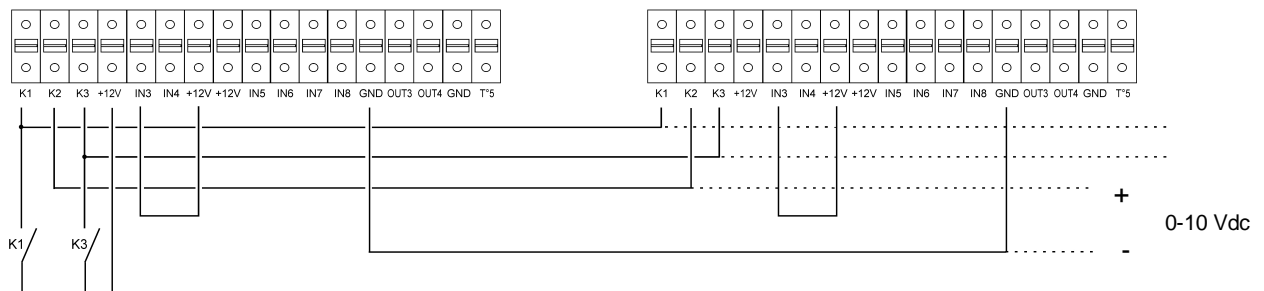 K1 K2 K3 +12V IN3 IN4 +12V +12V IN5 IN6 IN7 IN8 GND OUT3 OUT4 GND T°5
K1 K2 K3 +12V IN3 IN4 +12V +12V IN5 IN6 IN7 IN8 GND OUT3 OUT4 GND T°5
+
0-10 Vdc
-
K1 K3